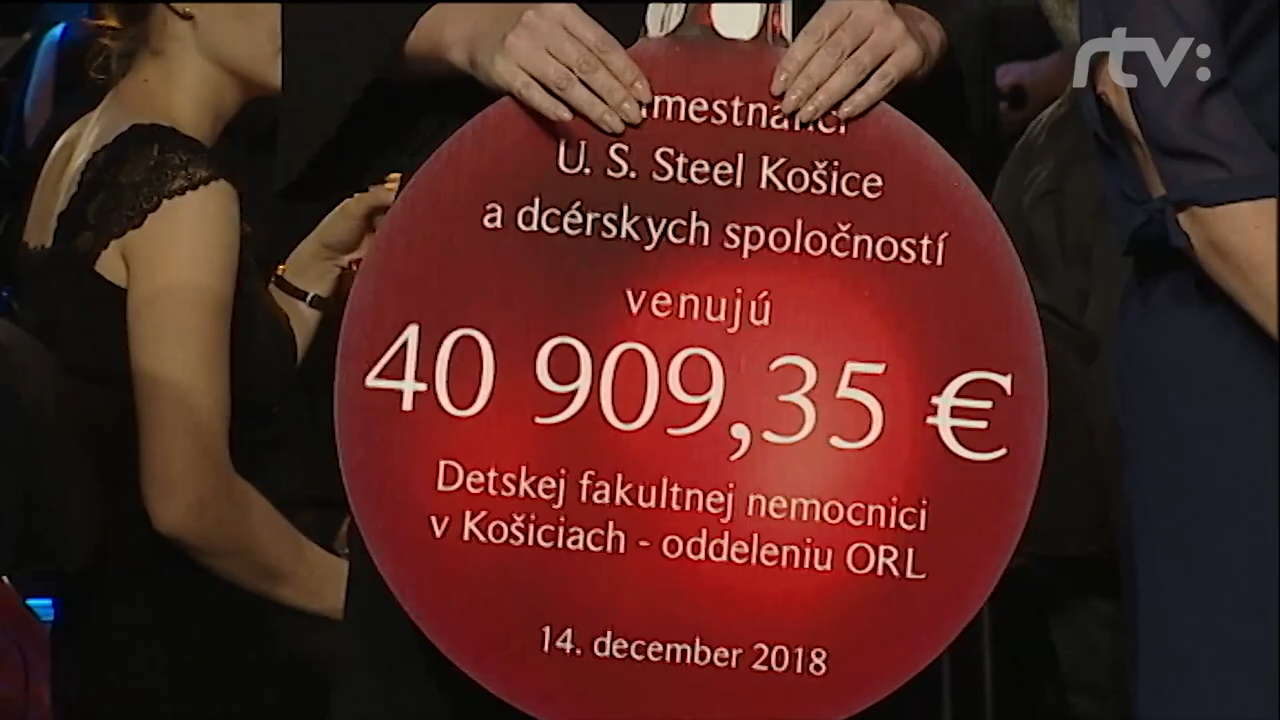 rtv:
U. S. Steel Košice
a dcérskych spoločností
venujú
40 909,35 €
Detskej fakultnej nemocnici
v Košiciach - oddeleniu ORL
14. december 2018